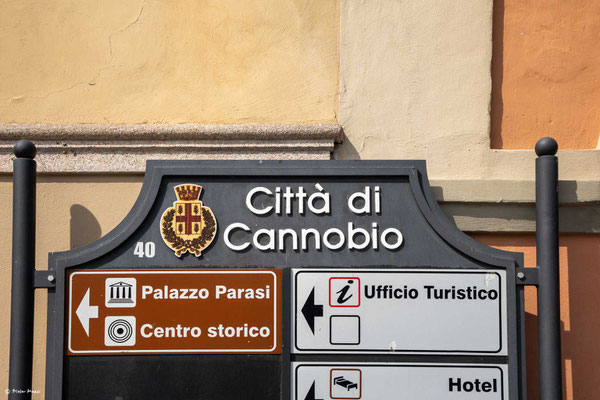 Città di
Cannobio
40
Palazzo Parasi
Centro storico
i Ufficio Turistico
Hotel